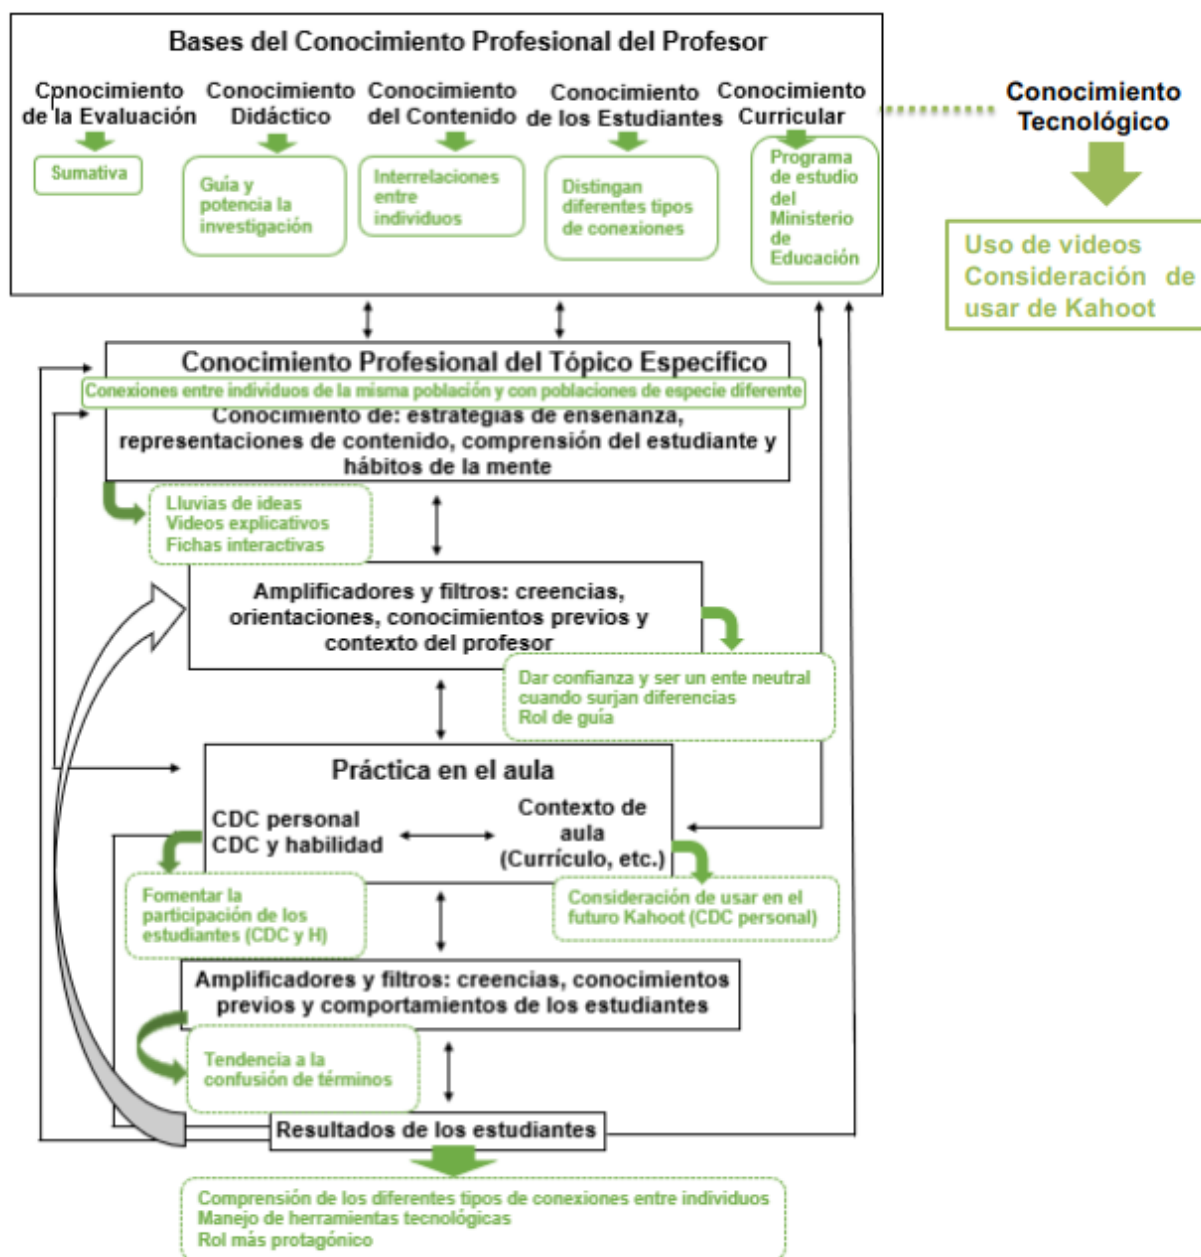 Bases del Conocimiento Profesional del Profesor
Conocimiento
de la Evaluación
Sumativa
Conocimiento
Didáctico
Guía y
potencia la
investigación
Conocimiento
del Contenido
Interrelaciones
entre
individuos
Conocimiento
de los Estudiantes
Distingan
diferentes tipos
de conexiones
Conocimiento
Curricular
Programa
de estudio
del
Ministerio
de
Educación
Conocimiento
Tecnológico
Uso de videos
Consideración de
usar de Kahoot
Conocimiento Profesional del Tópico Específico
Conexiones entre individuos de la misma población y con poblaciones de especie diferente
Conocimiento de: estrategias de enseñanza,
representaciones de contenido, comprensión del estudiante y
hábitos de la mente
Lluvias de ideas
Videos explicativos
Fichas interactivas
Amplificadores y filtros: creencias,
orientaciones, conocimientos previos y
contexto del profesor
Dar confianza y ser un ente neutral
cuando surjan diferencias
Rol de guía
Práctica en el aula
CDC personal
CDC y habilidad
Contexto de
aula
(Currículo, etc.)
Fomentar la
participación de los
estudiantes (CDC y H)
Consideración de usar en el
futuro Kahoot (CDC personal)
Amplificadores y filtros: creencias, conocimientos
previos y comportamientos de los estudiantes
Tendencia a la
confusión de términos
Resultados de los estudiantes
Comprensión de los diferentes tipos de conexiones entre individuos
Manejo de herramientas tecnológicas
Rol más protagónico